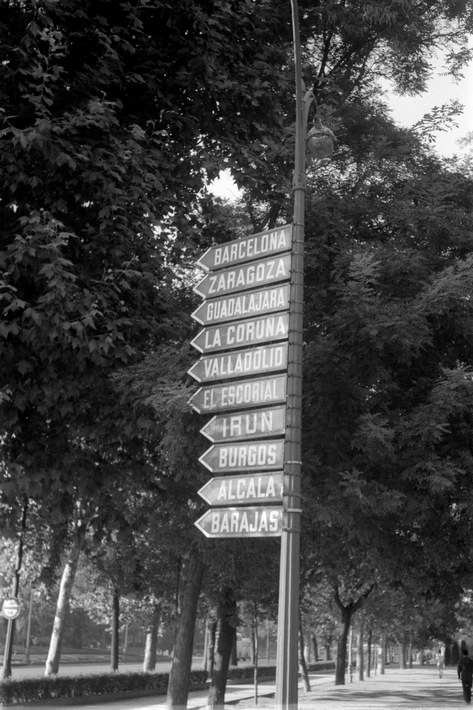 BARCELONA
ZARAGOZA
GUADALAJARA
LA CORUNA
VALLADOLID
EL ESCORIAL
IRUN
BURGOS
ALCALA
BARAJAS